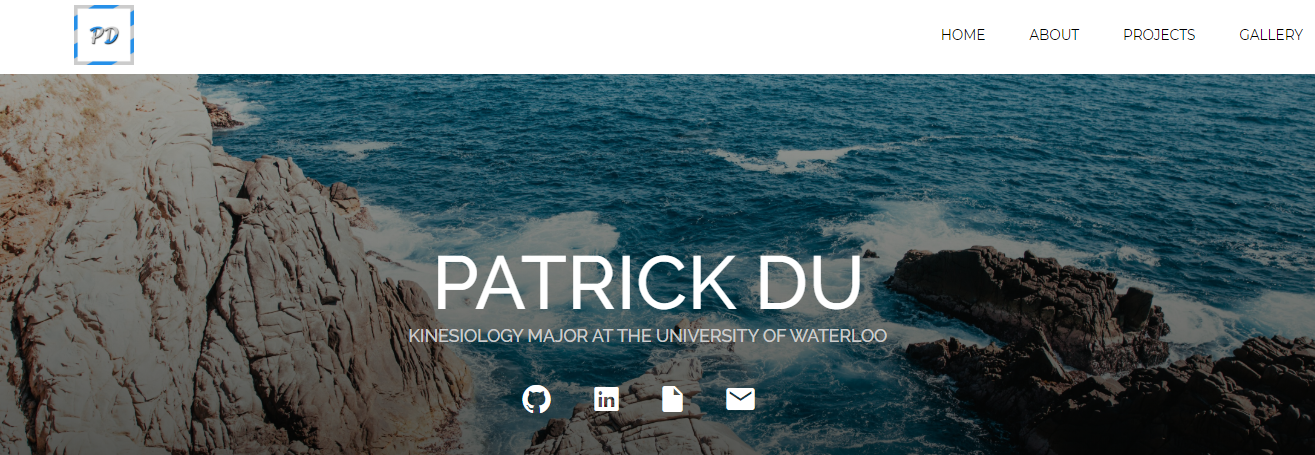 PD
HOME ABOUT PROJECTS GALLERY
PATRICK DU
KINESIOLOGY MAJOR AT THE UNIVERSITY OF WATERLOO
in